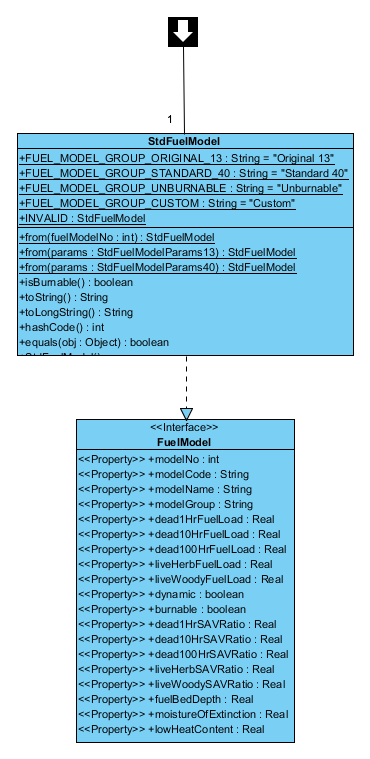 1
StdFuelModel
+FUEL_MODEL_GROUP_ORIGINAL_13 : String = "Original 13"
+FUEL_MODEL_GROUP_STANDARD_40 : String = "Standard 40"
+FUEL_MODEL_GROUP_UNBURNABLE : String = "Unburnable"
+FUEL_MODEL_GROUP_CUSTOM : String = "Custom"
+INVALID : StdFuelModel
+from(fuelModelNo : int) : StdFuelModel
+from(params : StdFuelModelParams13) : StdFuelModel
+from(params : StdFuelModelParams40) : StdFuelModel
+isBurnable() : boolean
+toString() : String
+toLongString() : String
+hashCode() : int
+equals(obj : Object) : boolean
<<Interface>>
FuelModel
<<Property>> +modelNo : int
<<Property>> +modelCode : String
<<Property>> +modelName : String
<<Property>> +modelGroup : String
<<Property>> +dead1HrFuelLoad : Real
<<Property>> +dead10HrFuelLoad : Real
<<Property>> +dead100HrFuelLoad : Real
<<Property>> +liveHerbFuelLoad : Real
<<Property>> +liveWoodyFuelLoad : Real
<<Property>> +dynamic : boolean
<<Property>> +burnable : boolean
<<Property>> +dead1HrSAVRatio : Real
<<Property>> +dead10HrSAVRatio : Real
<<Property>> +dead100HrSAVRatio : Real
<<Property>> +liveHerbSAVRatio : Real
<<Property>> +liveWoodySAVRatio : Real
<<Property>> +fuelBedDepth : Real
<<Property>> +moistureOfExtinction : Real
<<Property>> +lowHeatContent : Real